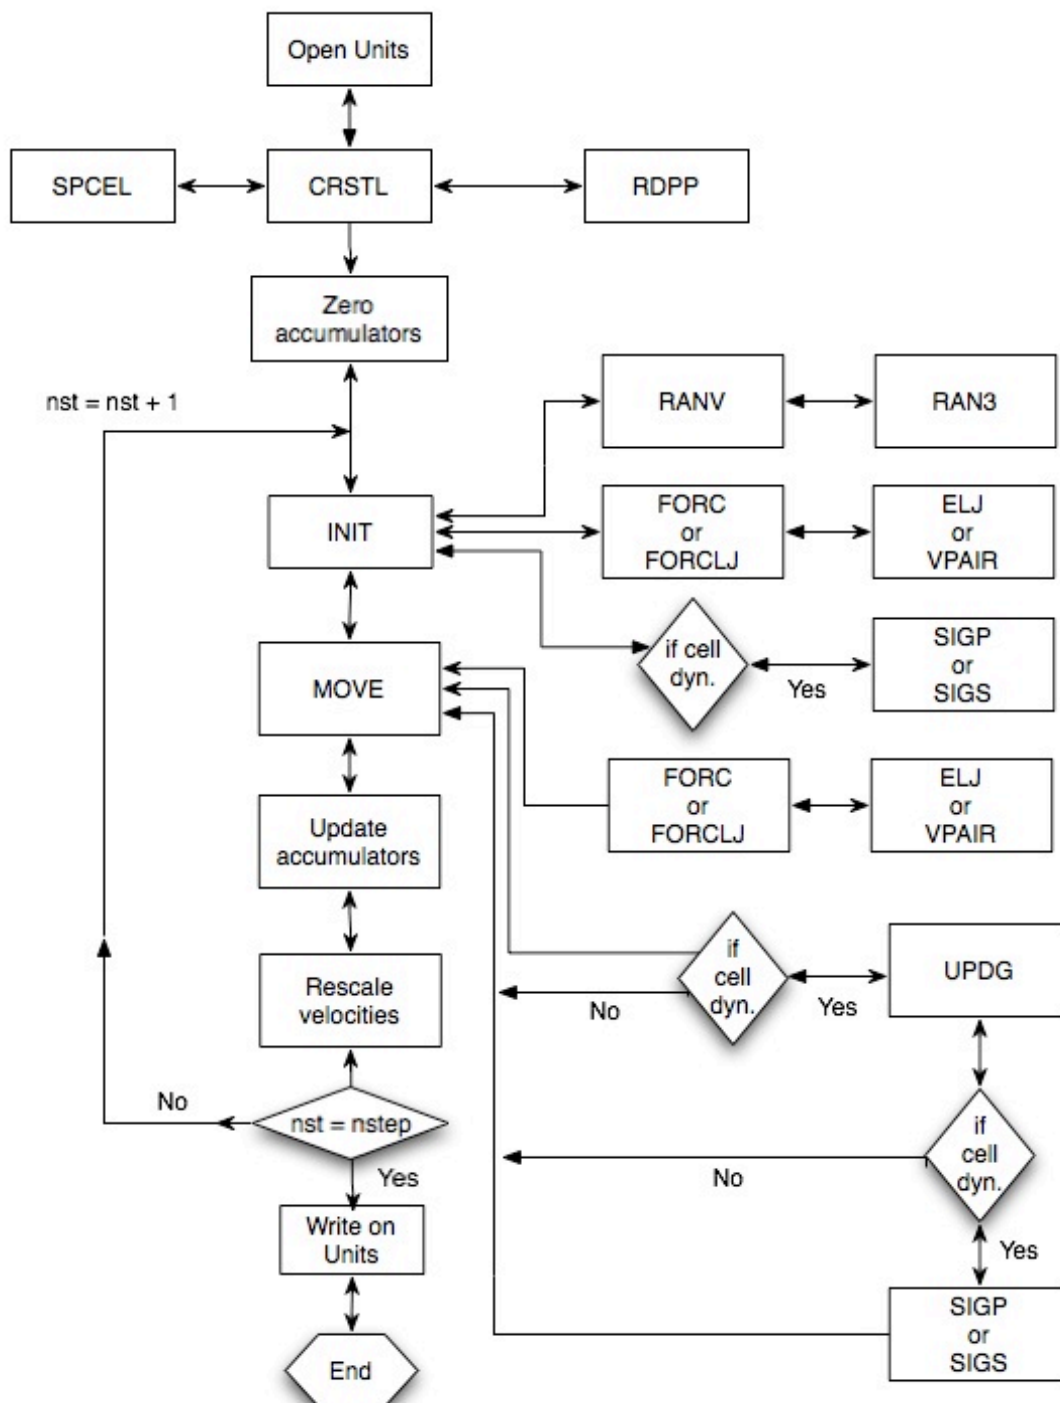 Open Units
SPCEL
CRSTL
RDPP
Zero
accumulators
nst = nst + 1
RANV
RAN3
INIT
FORC
or
FORCLJ
ELJ
or
VPAIR
MOVE
if cell
dyn.
Yes
SIGP
or
SIGS
FORC
or
FORCLJ
ELJ
or
VPAIR
Update
accumulators
if
cell
dyn.
Yes
No
UPDG
Rescale
velocities
No
nst = nstep
Yes
if
cell
dyn.
No
Yes
Write on
Units
SIGP
or
SIGS
End